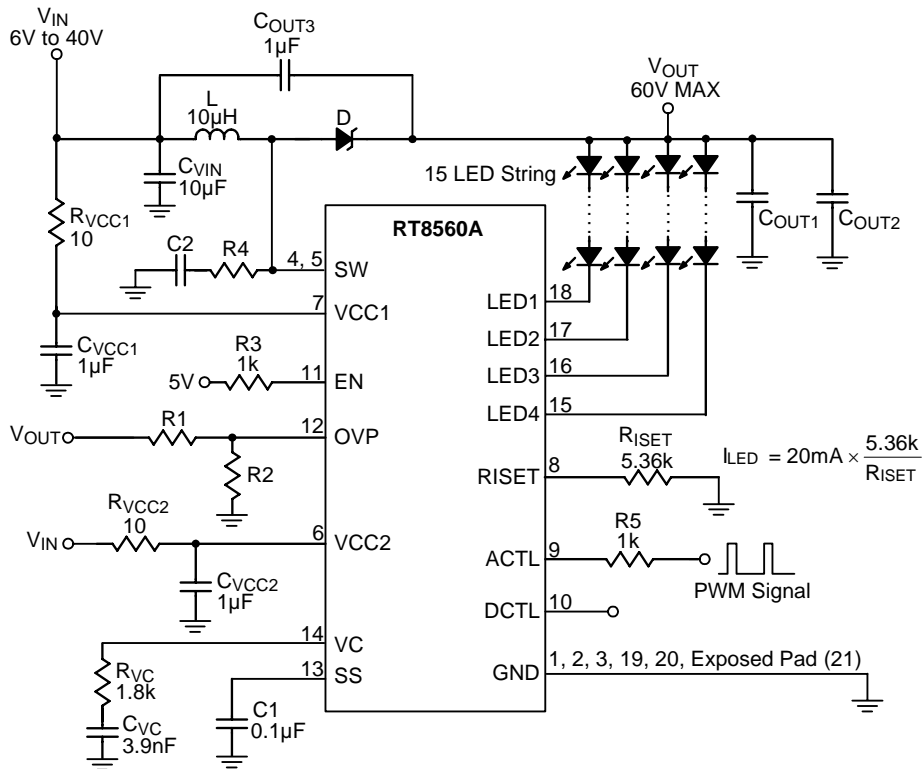 VIN
6V to 40V
COUT3
1µF
VOUT
60V MAX
L
10µH
D
CVIN
10µF
15 LED String
COUT1
COUT2
RVCC1
10
RT8560A
C2
R4
4, 5
SW
LED1
18
7
VCC1
LED2
17
CVCC1
1µF
R3
1k
5V
11
EN
LED3
16
LED4
15
VOUT
R1
12
OVP
R2
RISET
5.36k
RISET
8
ILED = 20mA × 5.36k / RISET
RVCC2
10
VIN
6
VCC2
CVCC2
1µF
R5
1k
ACTL
9
PWM Signal
DCTL
10
14
VC
RVC
1.8k
13
SS
GND
1, 2, 3, 19, 20, Exposed Pad (21)
CVC
3.9nF
C1
0.1µF